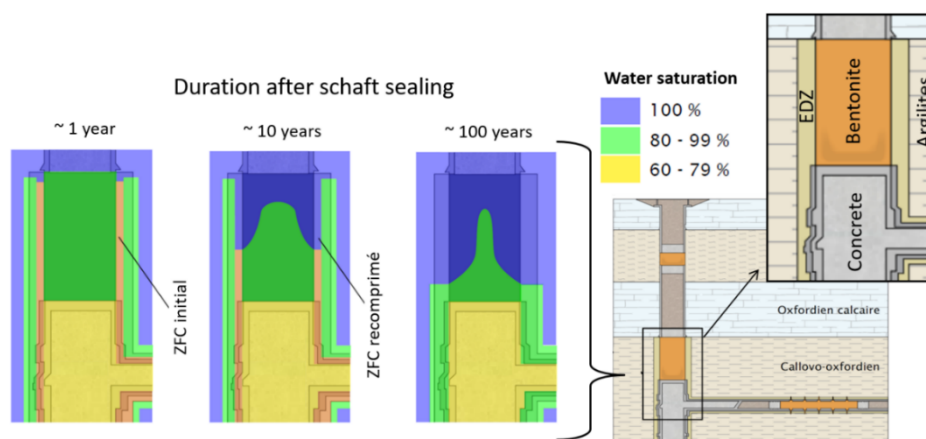 Duration after schaft sealing
~ 1 year
~ 10 years
~ 100 years
ZFC initial
ZFC recomprimé
Water saturation
100 %
80 - 99 %
60 - 79 %
EDZ
Bentonite
Argilites
Concrete
Oxfordien calcaire
Callovo-oxfordien